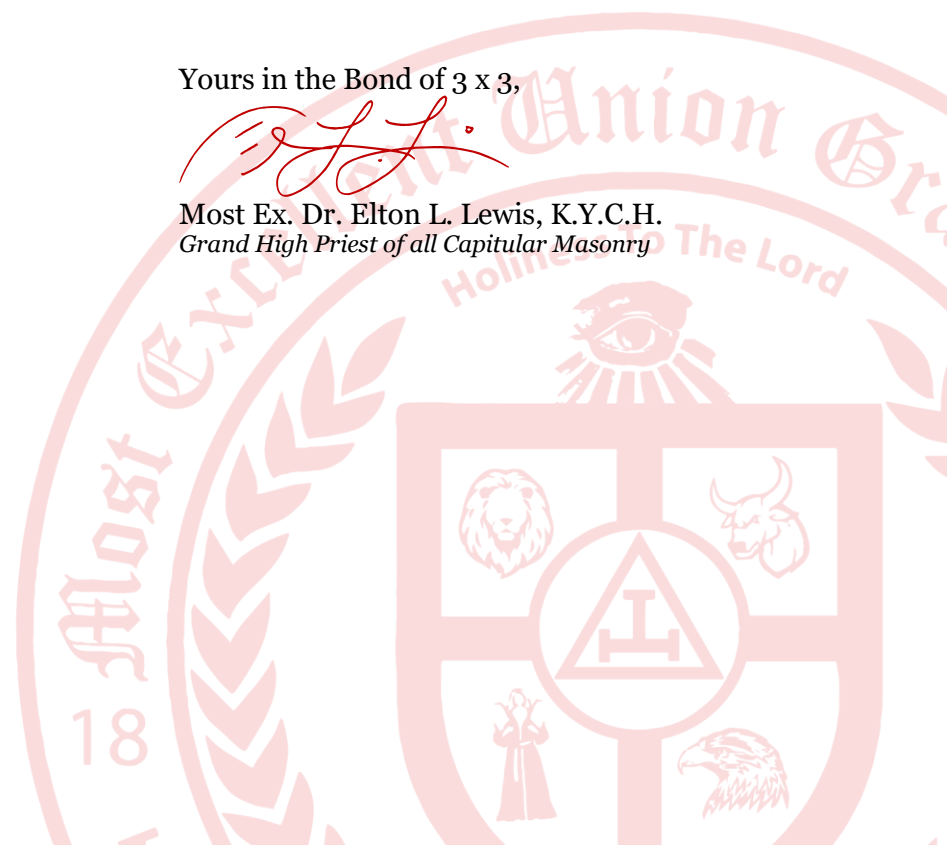 Yours in the Bond of 3 x 3,
Most Ex. Dr. Elton L. Lewis, K.Y.C.H.
Grand High Priest of all Capitular Masonry
Most Excellent Union
Holiness To The Lord
18